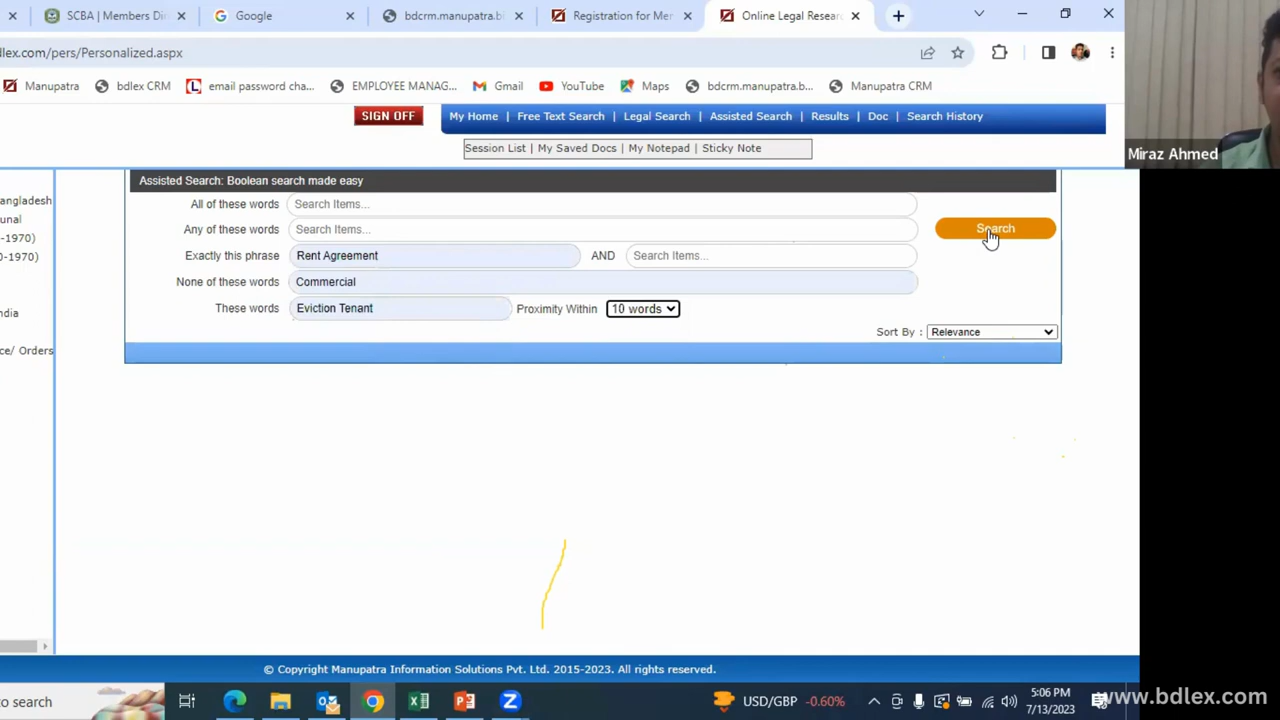 SCBA | Members Dir
Google
bdcrm.manupatra.b
Registration for Mer
Online Legal Resear
dlex.com/pers/Personalized.aspx
Manupatra
bdlex CRM
email password cha...
EMPLOYEE MANAG...
Gmail
YouTube
Maps
bdcrm.manupatra.b...
Manupatra CRM
SIGN OFF
My Home | Free Text Search | Legal Search | Assisted Search | Results | Doc | Search History
Session List | My Saved Docs | My Notepad | Sticky Note
Miraz Ahmed
angladesh
unal
0-1970)
0-1970)
ndia
ce/ Orders
Assisted Search: Boolean search made easy
All of these words Search Items...
Any of these words Search Items...
Search
Exactly this phrase Rent Agreement AND Search Items...
None of these words Commercial
These words Eviction Tenant Proximity Within 10 words
Sort By : Relevance
© Copyright Manupatra Information Solutions Pvt. Ltd. 2015-2023. All rights reserved.
to search
USD/GBP -0.60%
5:06 PM
7/13/2023
www.bdlex.com